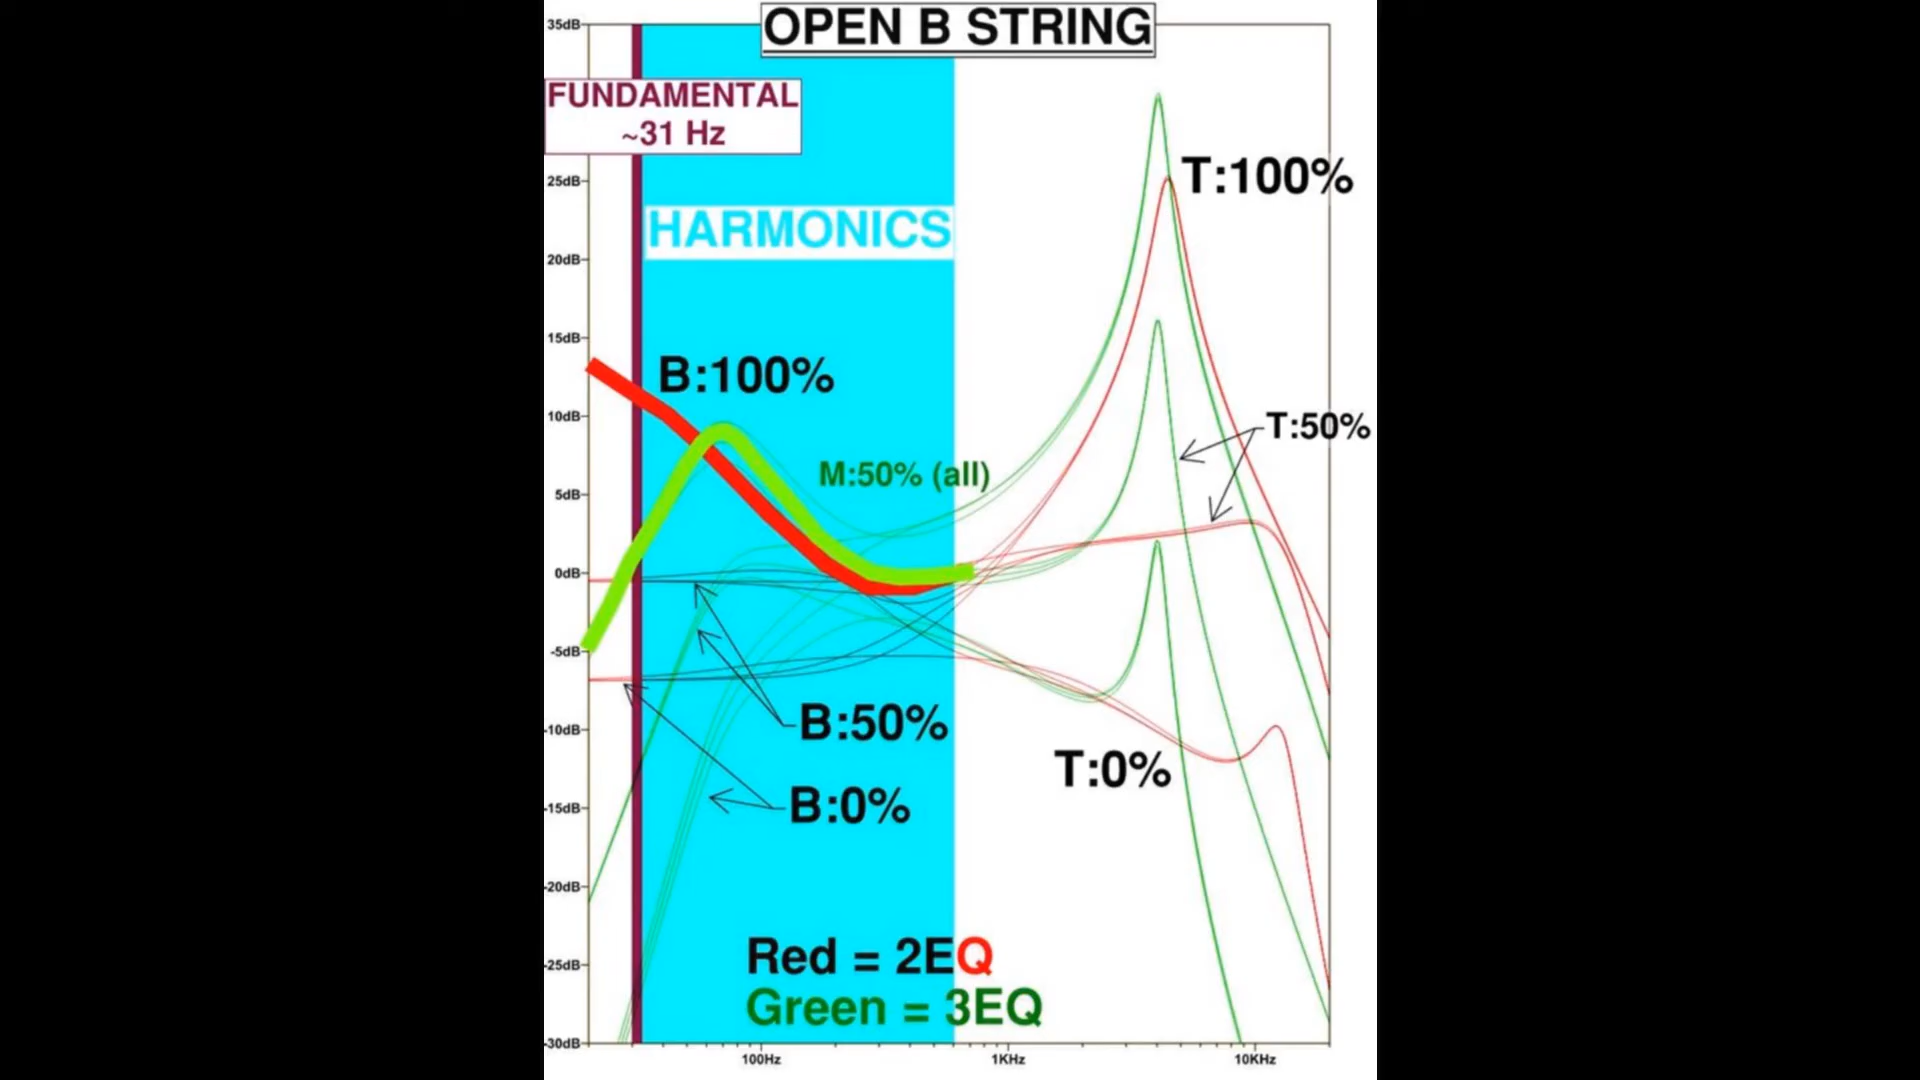 OPEN B STRING
35dB
FUNDAMENTAL
~31 Hz
25dB
T:100%
HARMONICS
20dB
15dB
B:100%
10dB
T:50%
M:50% (all)
5dB
0dB
-5dB
B:50%
-10dB
T:0%
B:0%
-15dB
-20dB
Red = 2EQ
-25dB
Green = 3EQ
-30dB
100Hz
1KHz
10KHz